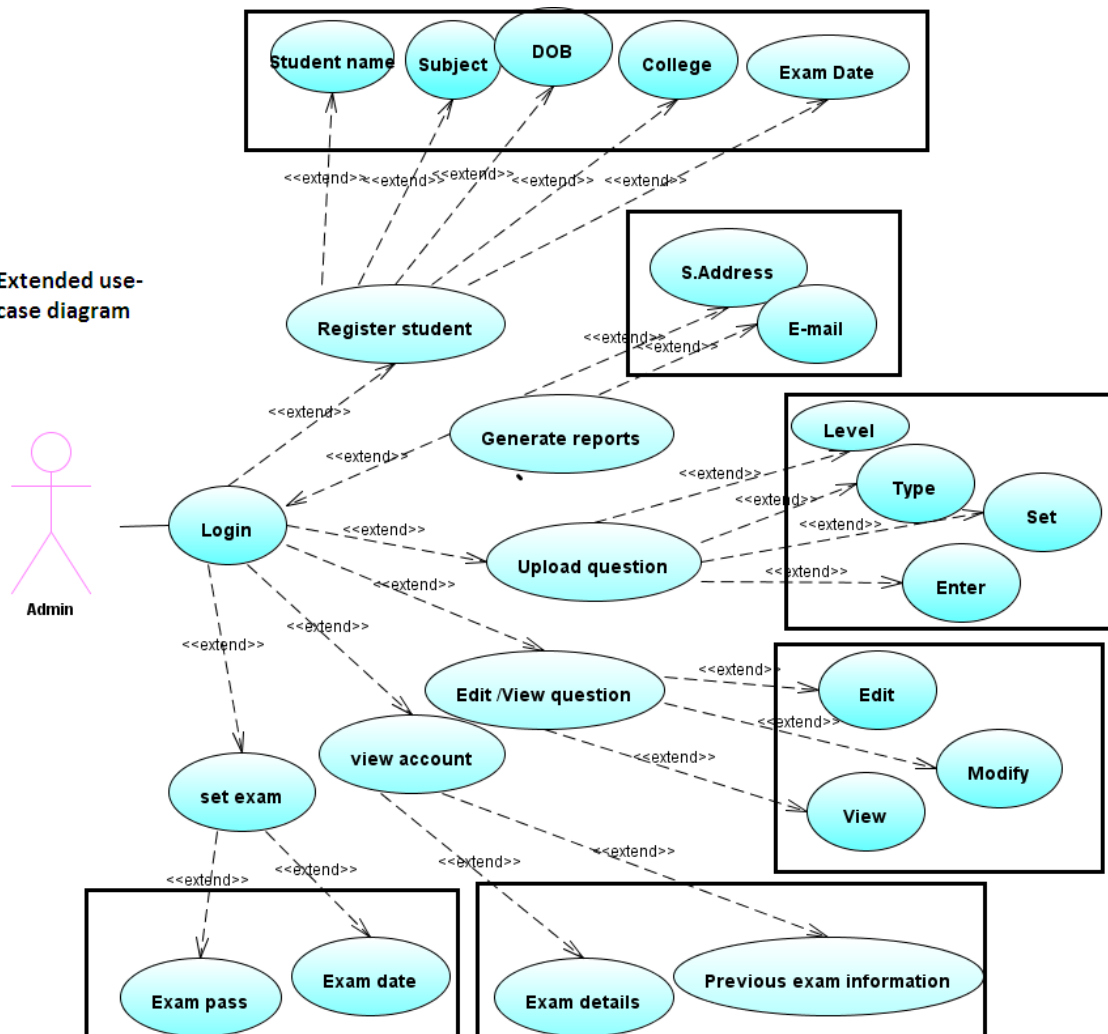 Student name
Subject
DOB
College
Exam Date
<<extend>>
<<extend>>
<<extend>>
<<extend>>
<<extend>>
Extended use-
case diagram
Register student
S.Address
E-mail
<<extend>>
<<extend>>
<<extend>>
Generate reports
<<extend>>
Level
Type
Set
Enter
<<extend>>
<<extend>>
<<extend>>
<<extend>>
Login
<<extend>>
Upload question
Admin
<<extend>>
<<extend>>
<<extend>>
Edit /View question
<<extend>>
<<extend>>
<<extend>>
Edit
Modify
View
view account
set exam
<<extend>>
<<extend>>
<<extend>>
<<extend>>
Exam pass
Exam date
Exam details
Previous exam information